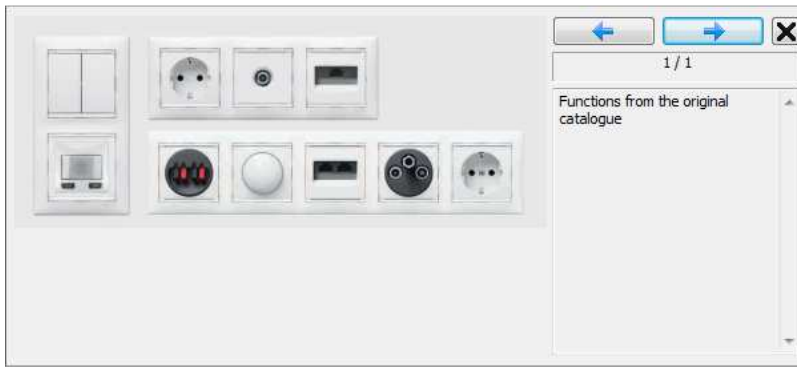 1 / 1
Functions from the original
catalogue